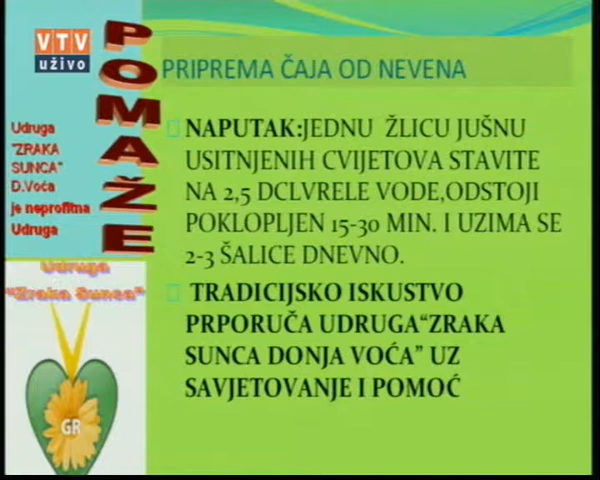 VTV
uživo
POMAŽE
Udruga
"ZRAKA
SUNCA"
D.Voća
je neprofitna
Udruga
Udruga
"Zraka Sunca"
GR
PRIPREMA ČAJA OD NEVENA
NAPUTAK:JEDNU ŽLICU JUŠNU
USITNJENIH CVIJETOVA STAVITE
NA 2,5 DCLVRELE VODE,ODSTOJI
POKLOPLJEN 15-30 MIN. I UZIMA SE
2-3 ŠALICE DNEVNO.
TRADICIJSKO ISKUSTVO
PRPORUČA UDRUGA“ZRAKA
SUNCA DONJA VOĆA” UZ
SAVJETOVANJE I POMOĆ